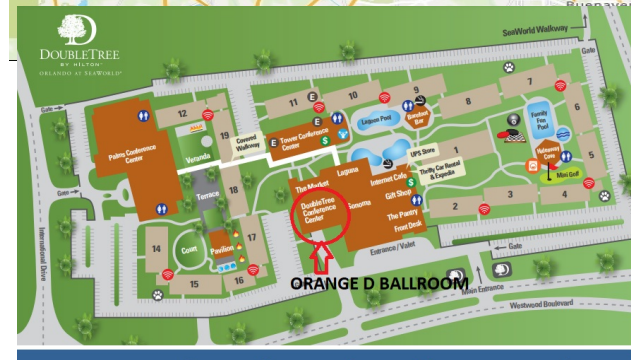 Buenaver
SeaWorld Walkway
Gate
DOUBLETREE
BY HILTON™
ORLANDO AT SEAWORLD®
Gate
12
19
Covered
Walkway
11
E
10
9
8
7
6
5
4
3
2
1
E
E
Tower Conference
Center
$
Lagoon Pool
Barefoot
Bar
Family
Fun
Pool
Hideaway
Cove
Mini Golf
Palms Conference
Center
Veranda
Terrace
18
UPS Store
Thrifty Car Rental
& Expedia
Laguna
The Market
Internet Cafe
$
Gift Shop
DoubleTree
Conference
Center
Sonoma
The Pantry
Front Desk
Gate
14
Court
Pavilion
17
15
16
Entrance / Valet
Gate
International Drive
ORANGE D BALLROOM
Main Entrance
Westwood Boulevard